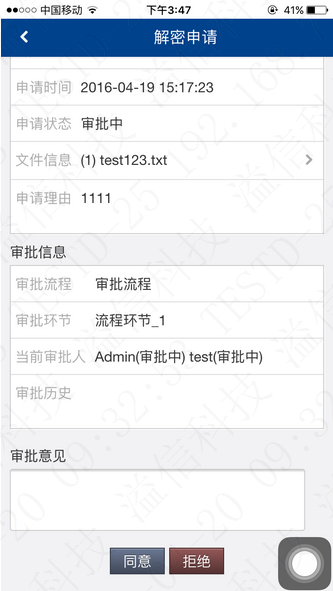 中国移动 下午3:47 41%
解密申请
申请时间 2016-04-19 15:17:23
申请状态 审批中
文件信息 (1) test123.txt
申请理由 1111
审批信息
审批流程 审批流程
审批环节 流程环节_1
当前审批人 Admin(审批中) test(审批中)
审批历史
审批意见
同意 拒绝